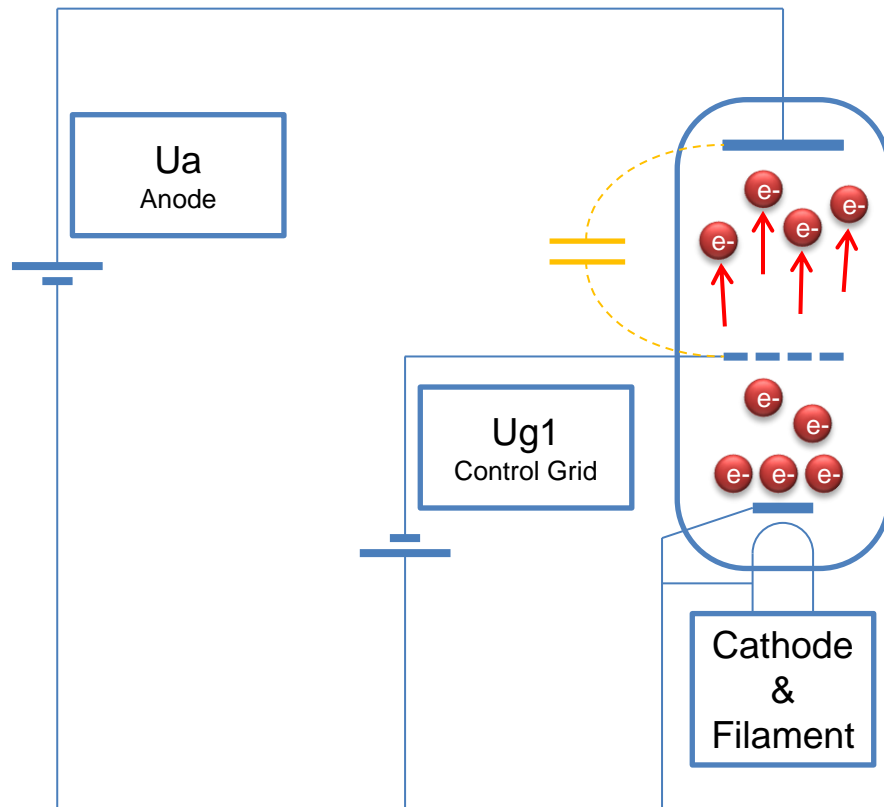 Ua
Anode
e-
e-
e-
e-
Ug1
Control Grid
e-
e-
e-
e-
e-
Cathode
&
Filament